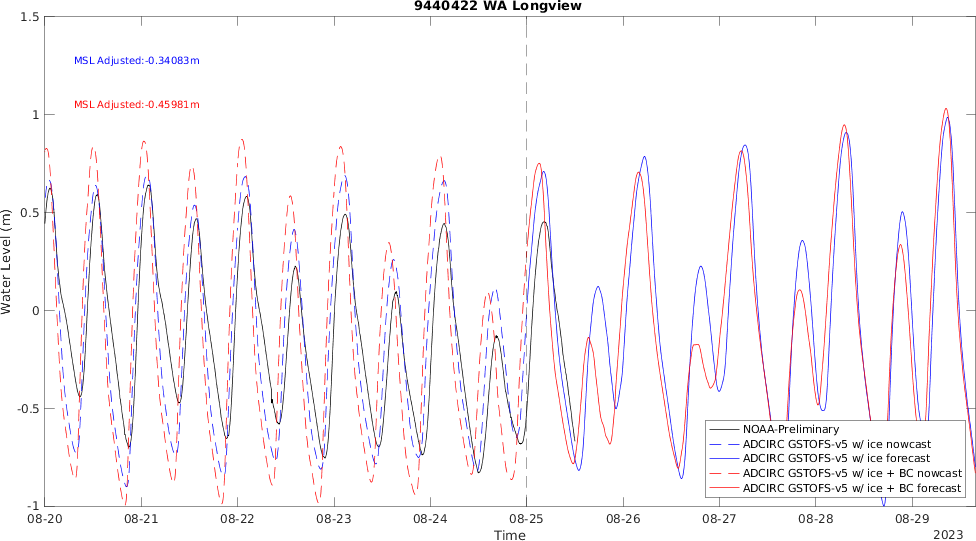 9440422 WA Longview
1.5
MSL Adjusted:-0.34083m
MSL Adjusted:-0.45981m
1
0.5
0
-0.5
-1
Water Level (m)
NOAA-Preliminary
ADCIRC GSTOFS-v5 w/ ice nowcast
ADCIRC GSTOFS-v5 w/ ice forecast
ADCIRC GSTOFS-v5 w/ ice + BC nowcast
ADCIRC GSTOFS-v5 w/ ice + BC forecast
08-20 08-21 08-22 08-23 08-24 08-25 08-26 08-27 08-28 08-29
Time
2023